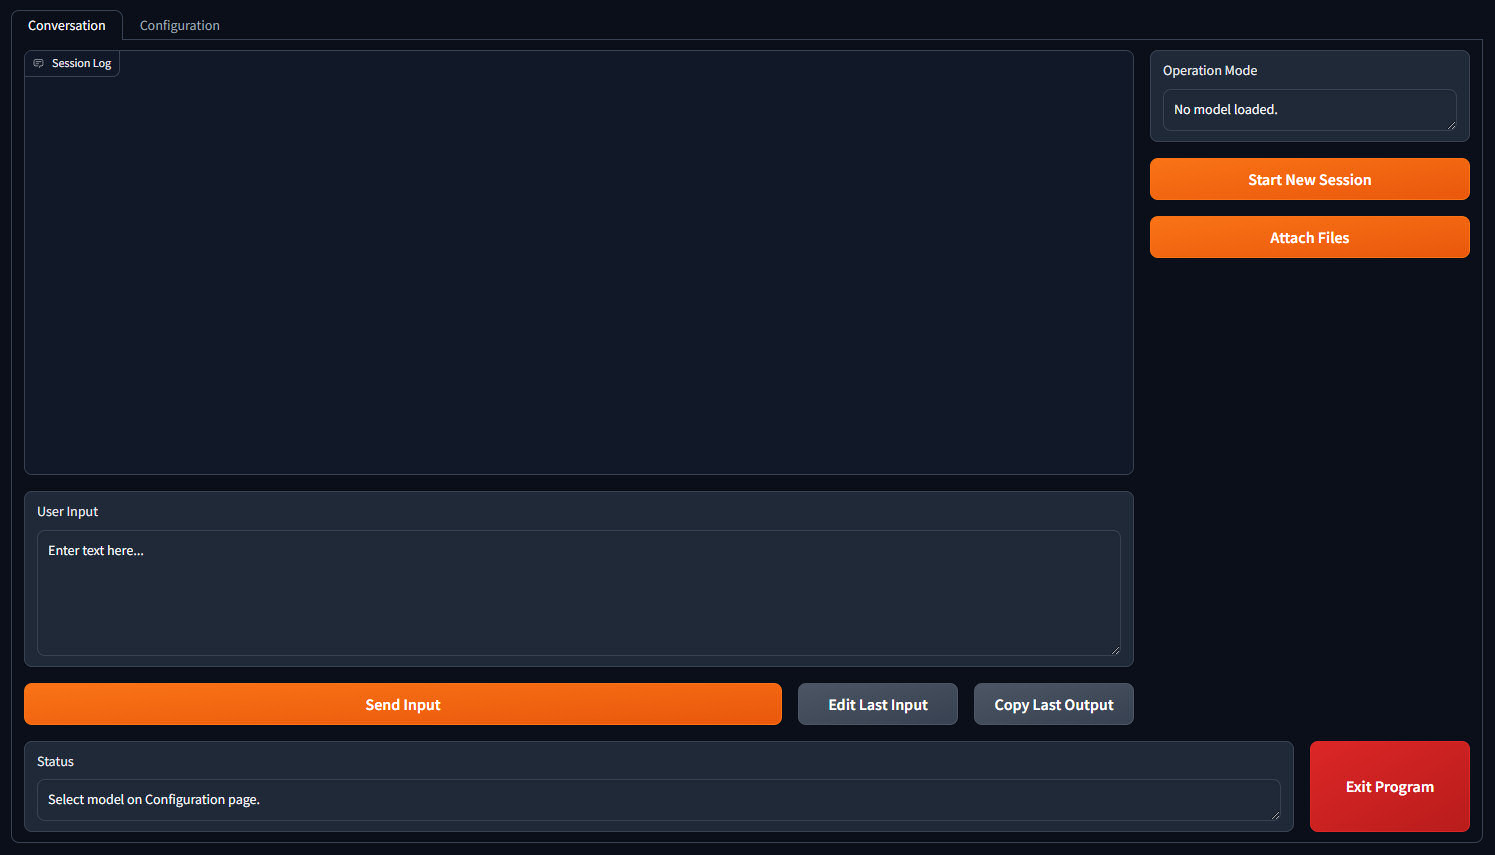 Conversation
Configuration
Session Log
Operation Mode
No model loaded.
Start New Session
Attach Files
User Input
Enter text here...
Send Input
Edit Last Input
Copy Last Output
Status
Select model on Configuration page.
Exit Program